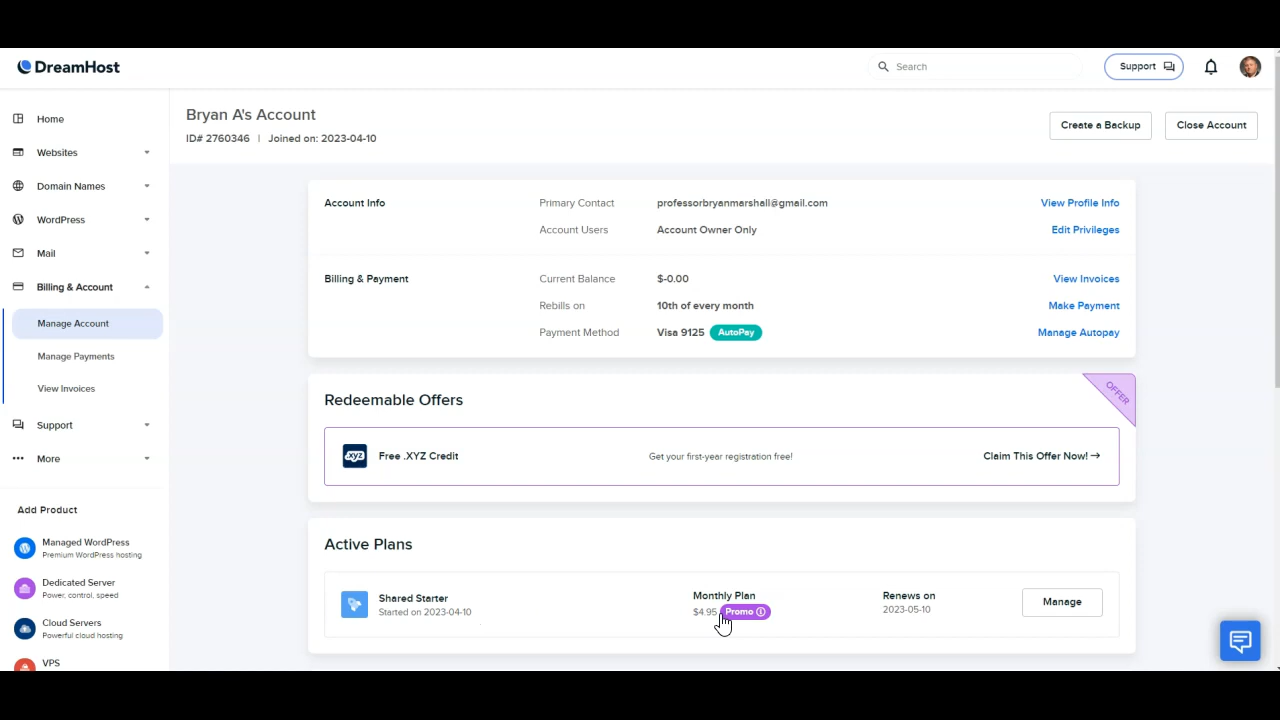 DreamHost
Search
Support
Bryan A's Account
ID# 2760346 | Joined on: 2023-04-10
Create a Backup
Close Account
Home
Websites
Domain Names
WordPress
Mail
Billing & Account
Manage Account
Manage Payments
View Invoices
Support
More
Add Product
Managed WordPress
Premium WordPress hosting
Dedicated Server
Power, control, speed
Cloud Servers
Powerful cloud hosting
VPS
Account Info
Primary Contact professorbryanmarshall@gmail.com View Profile Info
Account Users Account Owner Only Edit Privileges
Billing & Payment
Current Balance $-0.00 View Invoices
Rebills on 10th of every month Make Payment
Payment Method Visa 9125 AutoPay Manage Autopay
OFFER
Redeemable Offers
.xyz Free .XYZ Credit Get your first-year registration free! Claim This Offer Now! →
Active Plans
Shared Starter
Started on 2023-04-10
Monthly Plan
$4.95 Promo
Renews on
2023-05-10
Manage